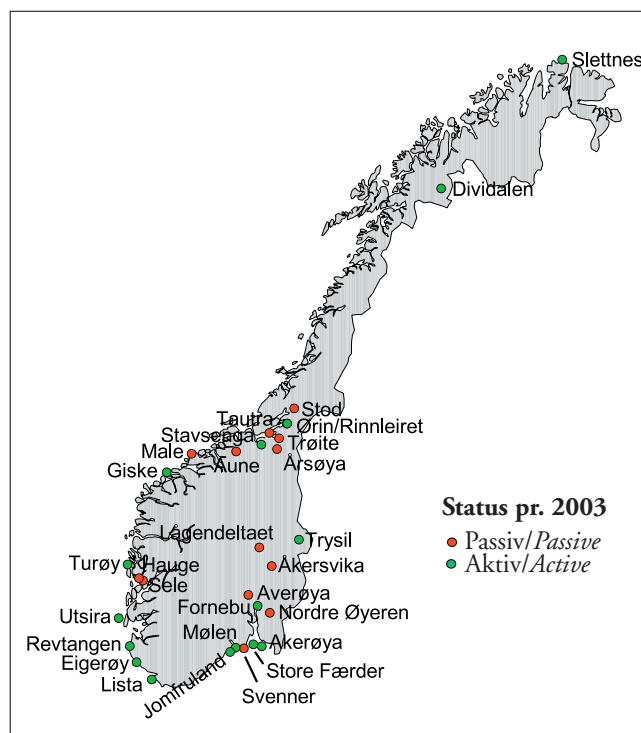 Slettnes
Dividalen
Stod
Tautra
Ørin/Rinnleiret
Stavseaga
Trøite
Male
Aune
Årsøya
Giske
Status pr. 2003
Passiv/Passive
Aktiv/Active
Lågendeltaet
Trysil
Turøy
Hauge
Åkersvika
Sele
Averøya
Fornebu
Nordre Øyeren
Utsira
Mølen
Revtangen
Akerøya
Eigerøy
Store Færder
Jomfruland
Lista
Svenner